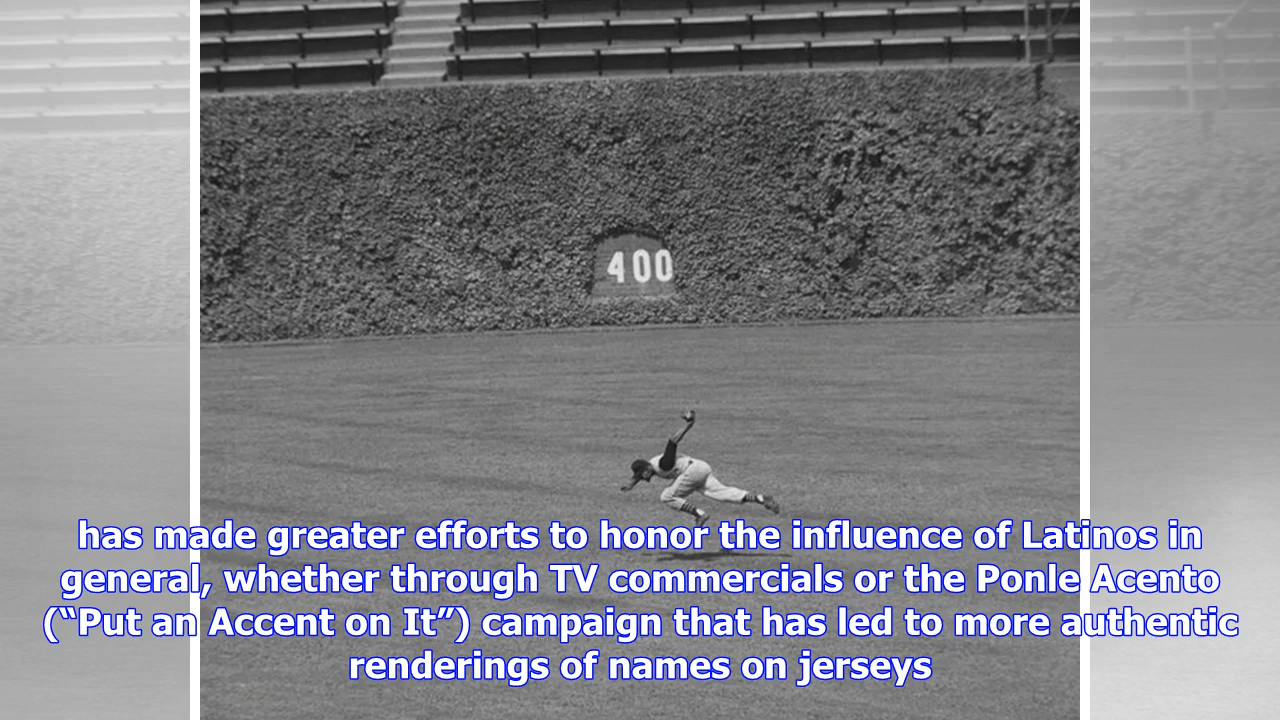 400
has made greater efforts to honor the influence of Latinos in
general, whether through TV commercials or the Ponle Acento
(“Put an Accent on It”) campaign that has led to more authentic
renderings of names on jerseys